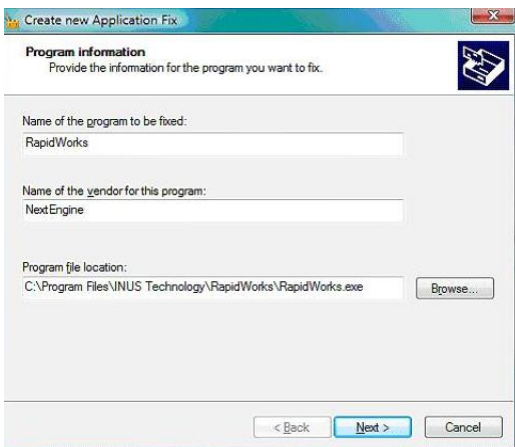 Create new Application Fix
Program information
Provide the information for the program you want to fix.
Name of the program to be fixed:
RapidWorks
Name of the vendor for this program:
NextEngine
Program file location:
C:\Program Files\INUS Technology\RapidWorks\RapidWorks.exe
Browse...
< Back
Next >
Cancel